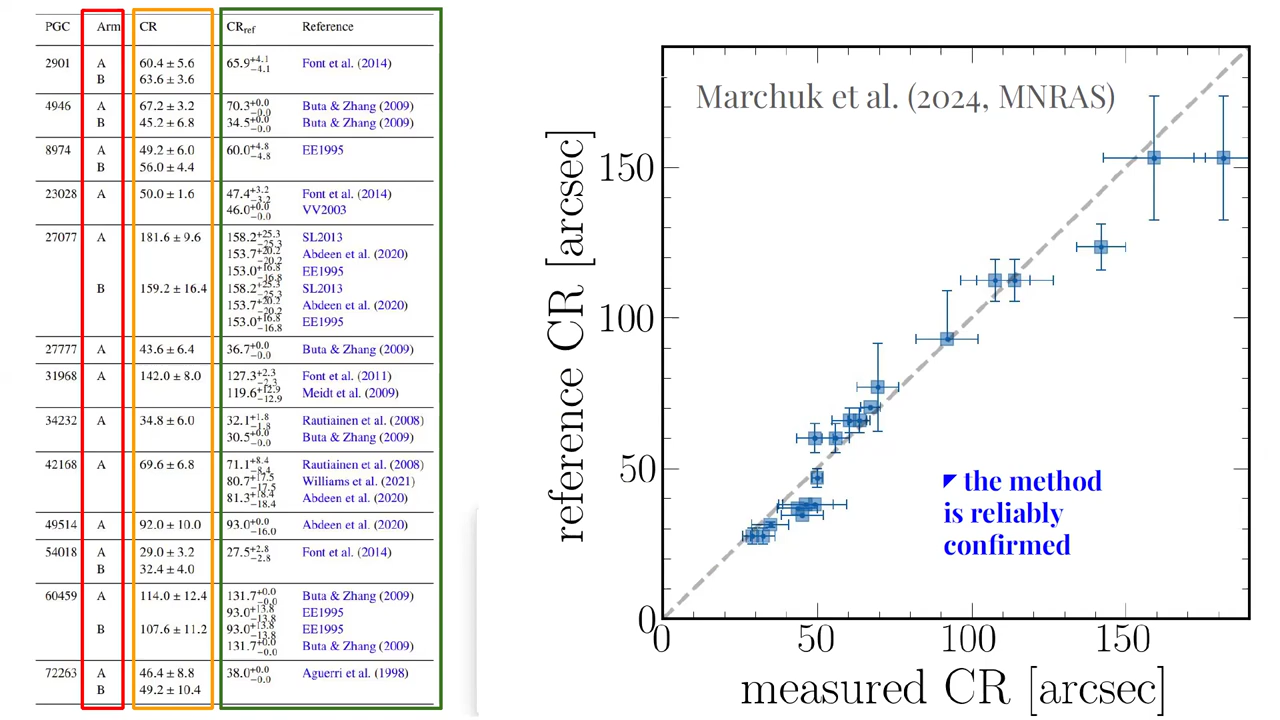 PGC Arm CR CRref Reference
2901 A 60.4 ± 5.6 65.9+4.1−4.1 Font et al. (2014)
B 63.6 ± 3.6
4946 A 67.2 ± 3.2 70.3+0.0−0.0 Buta & Zhang (2009)
B 45.2 ± 6.8 34.5+0.0−0.0 Buta & Zhang (2009)
8974 A 49.2 ± 6.0 60.0+4.8−4.8 EE1995
B 56.0 ± 4.4
23028 A 50.0 ± 1.6 47.4+3.2−3.2 Font et al. (2014)
46.0+0.0−0.0 VV2003
27077 A 181.6 ± 9.6 158.2+25.3−25.3 SL2013
153.7+20.2−20.2 Abdeen et al. (2020)
153.0+16.8−16.8 EE1995
B 159.2 ± 16.4 158.2+25.3−25.3 SL2013
153.7+20.2−20.2 Abdeen et al. (2020)
153.0+16.8−16.8 EE1995
27777 A 43.6 ± 6.4 36.7+0.0−0.0 Buta & Zhang (2009)
31968 A 142.0 ± 8.0 127.3+2.3−2.3 Font et al. (2011)
119.6+12.9−12.9 Meidt et al. (2009)
34232 A 34.8 ± 6.0 32.1+1.8−1.8 Rautiainen et al. (2008)
30.5+0.0−0.0 Buta & Zhang (2009)
42168 A 69.6 ± 6.8 71.1+8.4−8.4 Rautiainen et al. (2008)
80.7+17.5−17.5 Williams et al. (2021)
81.3+18.4−18.4 Abdeen et al. (2020)
49514 A 92.0 ± 10.0 93.0+0.0−16.0 Abdeen et al. (2020)
54018 A 29.0 ± 3.2 27.5+2.8−2.8 Font et al. (2014)
B 32.4 ± 4.0
60459 A 114.0 ± 12.4 131.7+0.0−0.0 Buta & Zhang (2009)
93.0+13.8−13.8 EE1995
B 107.6 ± 11.2 93.0+13.8−13.8 EE1995
131.7+0.0−0.0 Buta & Zhang (2009)
72263 A 46.4 ± 8.8 38.0+0.0−0.0 Aguerri et al. (1998)
B 49.2 ± 10.4
Marchuk et al. (2024, MNRAS)
reference CR [arcsec]
150
100
50
0
the method
is reliably
confirmed
0 50 100 150
measured CR [arcsec]